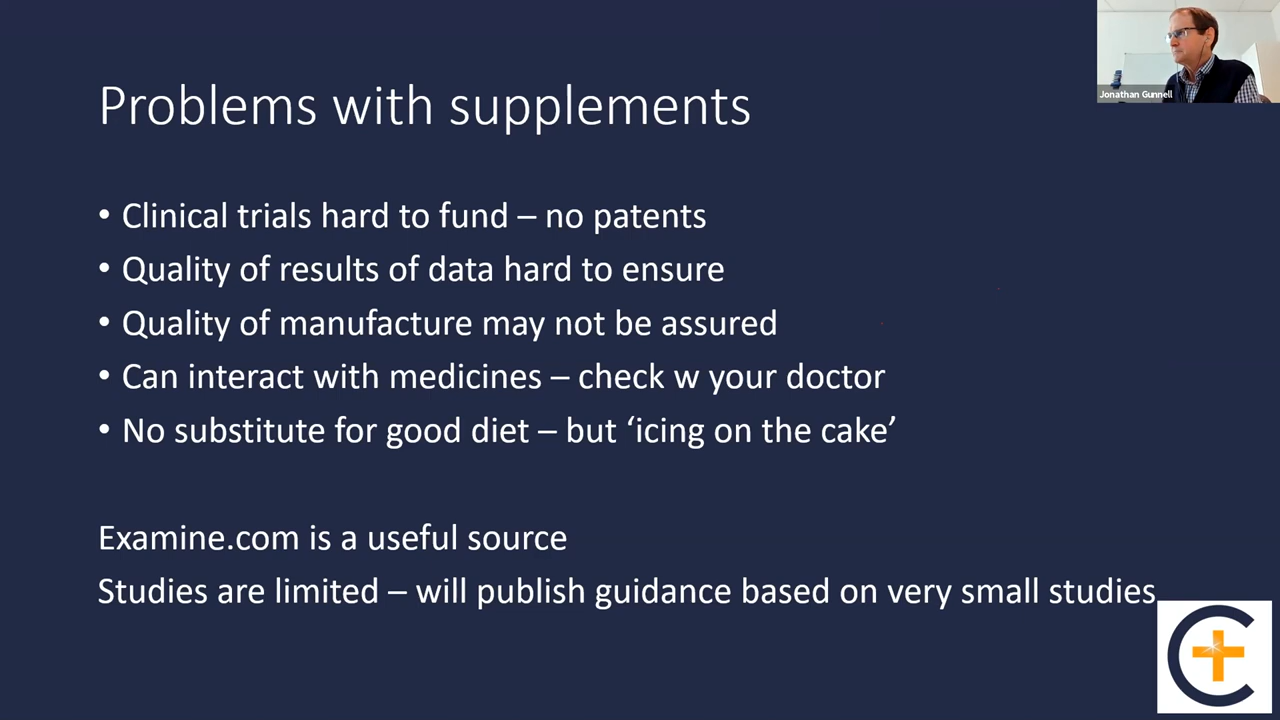 Problems with supplements
Jonathan Gunnell
• Clinical trials hard to fund – no patents
• Quality of results of data hard to ensure
• Quality of manufacture may not be assured
• Can interact with medicines – check w your doctor
• No substitute for good diet – but ‘icing on the cake’
Examine.com is a useful source
Studies are limited – will publish guidance based on very small studies